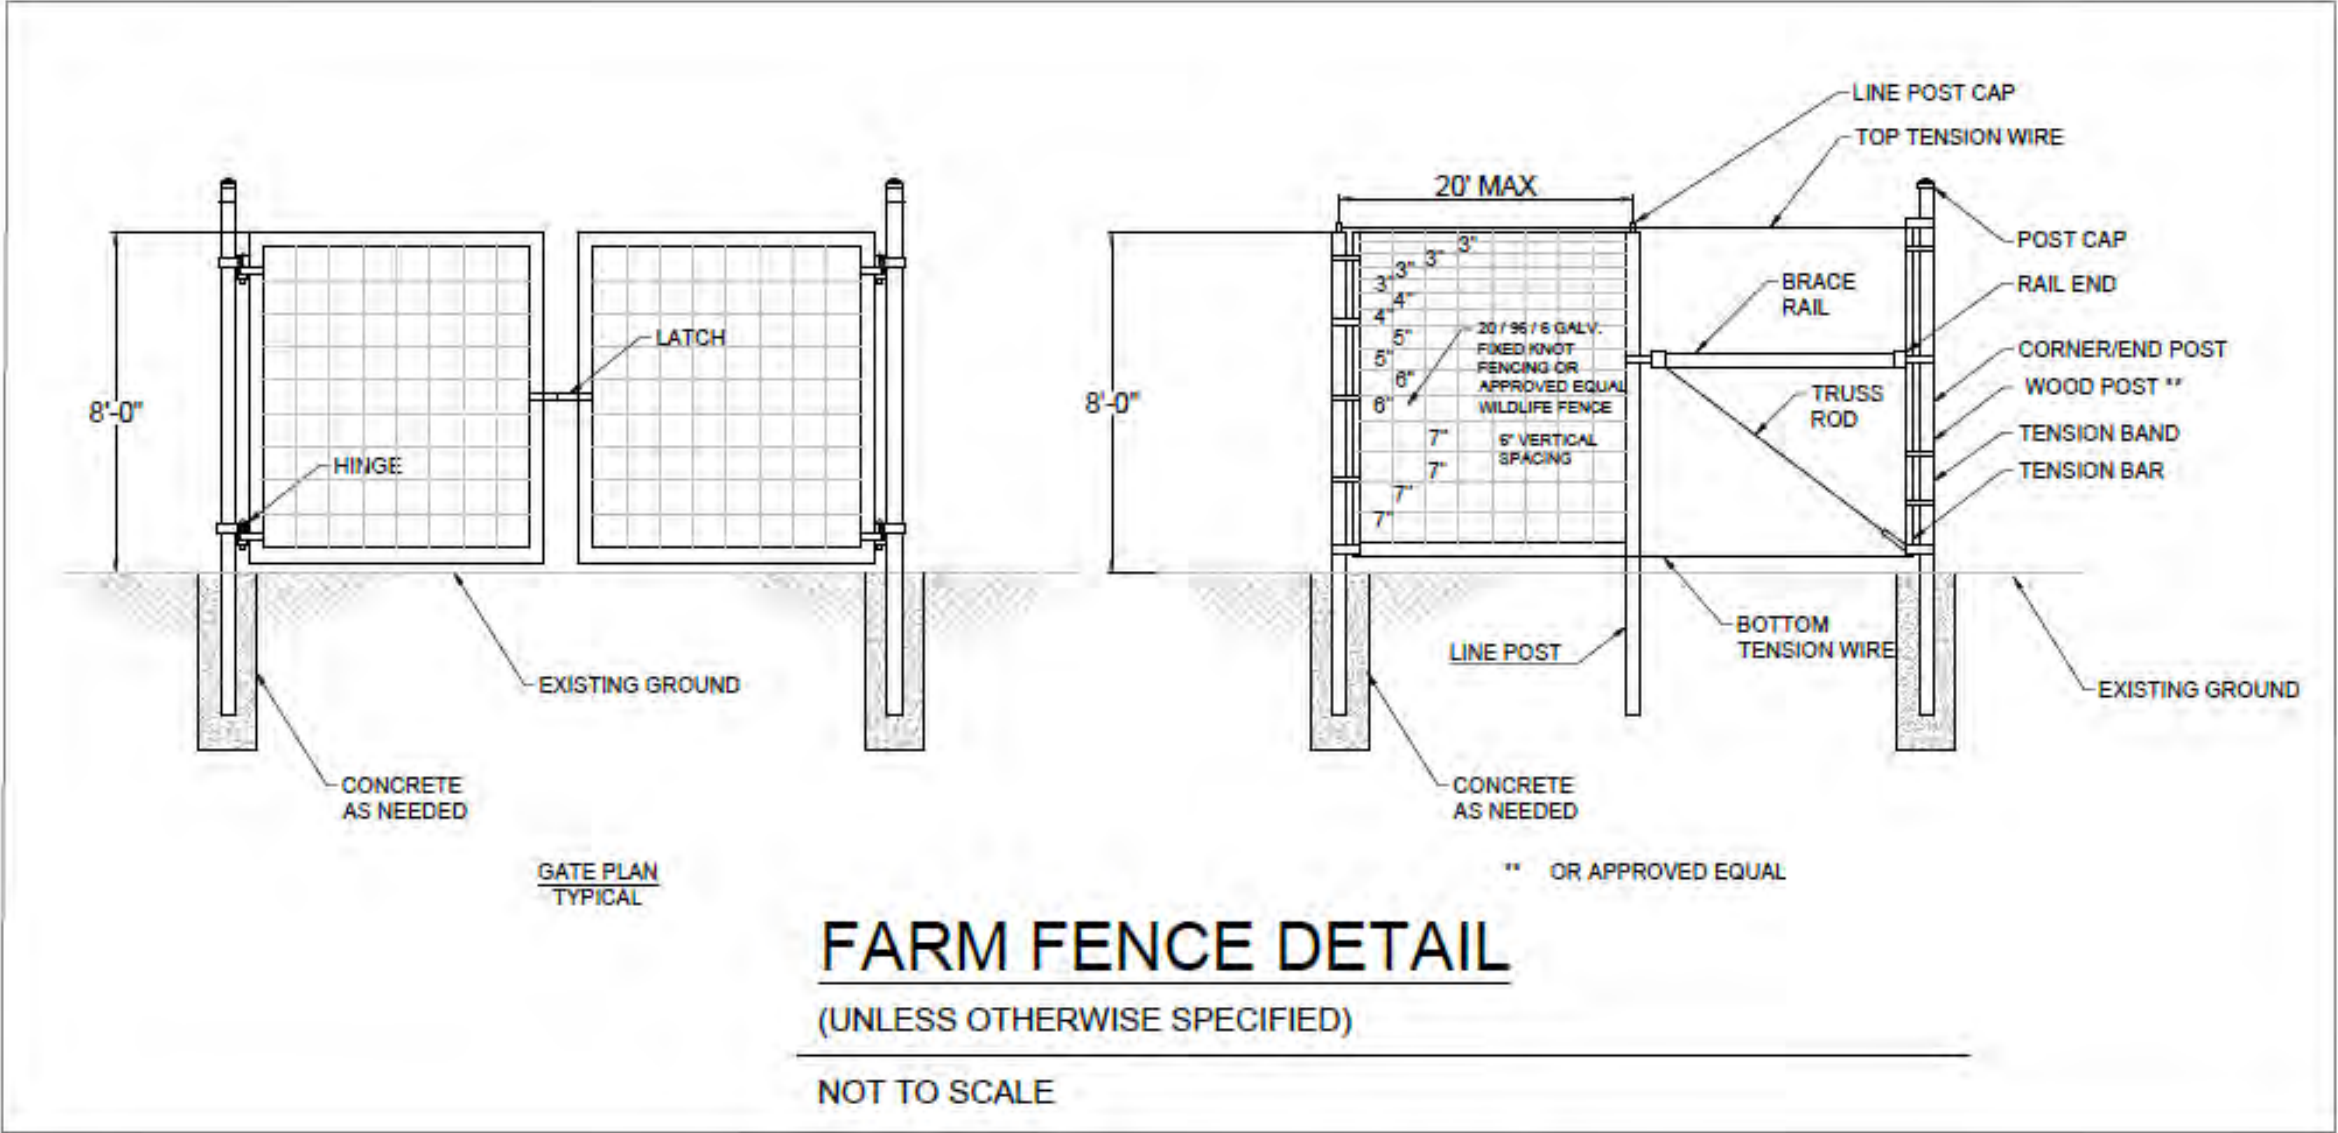 8'-0"
LATCH
HINGE
EXISTING GROUND
CONCRETE
AS NEEDED
GATE PLAN
TYPICAL
20' MAX
8'-0"
3"
3"
3"
3"
4"
4"
5"
5"
6"
6"
7"
7"
7"
7"
20 / 96 / 6 GALV.
FIXED KNOT
FENCING OR
APPROVED EQUAL
WILDLIFE FENCE
6" VERTICAL
SPACING
LINE POST CAP
TOP TENSION WIRE
POST CAP
BRACE
RAIL
RAIL END
CORNER/END POST
WOOD POST **
TRUSS
ROD
TENSION BAND
TENSION BAR
BOTTOM
TENSION WIRE
LINE POST
EXISTING GROUND
CONCRETE
AS NEEDED
** OR APPROVED EQUAL
FARM FENCE DETAIL
(UNLESS OTHERWISE SPECIFIED)
NOT TO SCALE